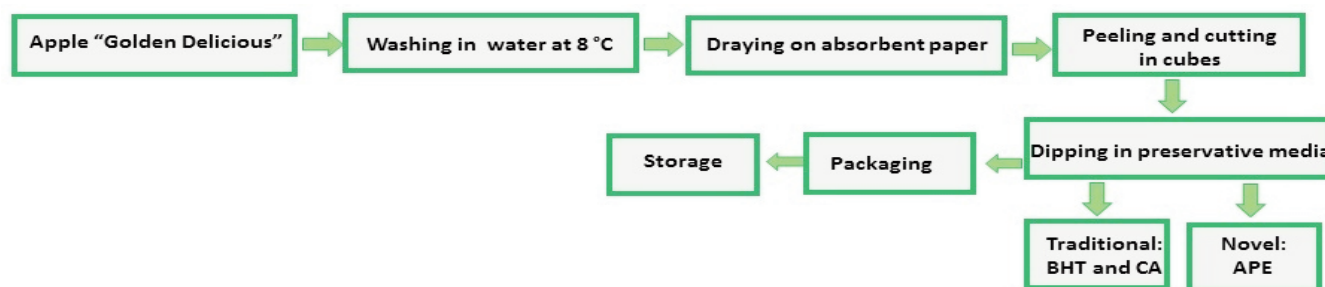 Apple “Golden Delicious”
Washing in water at 8 °C
Draying on absorbent paper
Peeling and cutting
in cubes
Dipping in preservative media
Packaging
Storage
Traditional:
BHT and CA
Novel:
APE